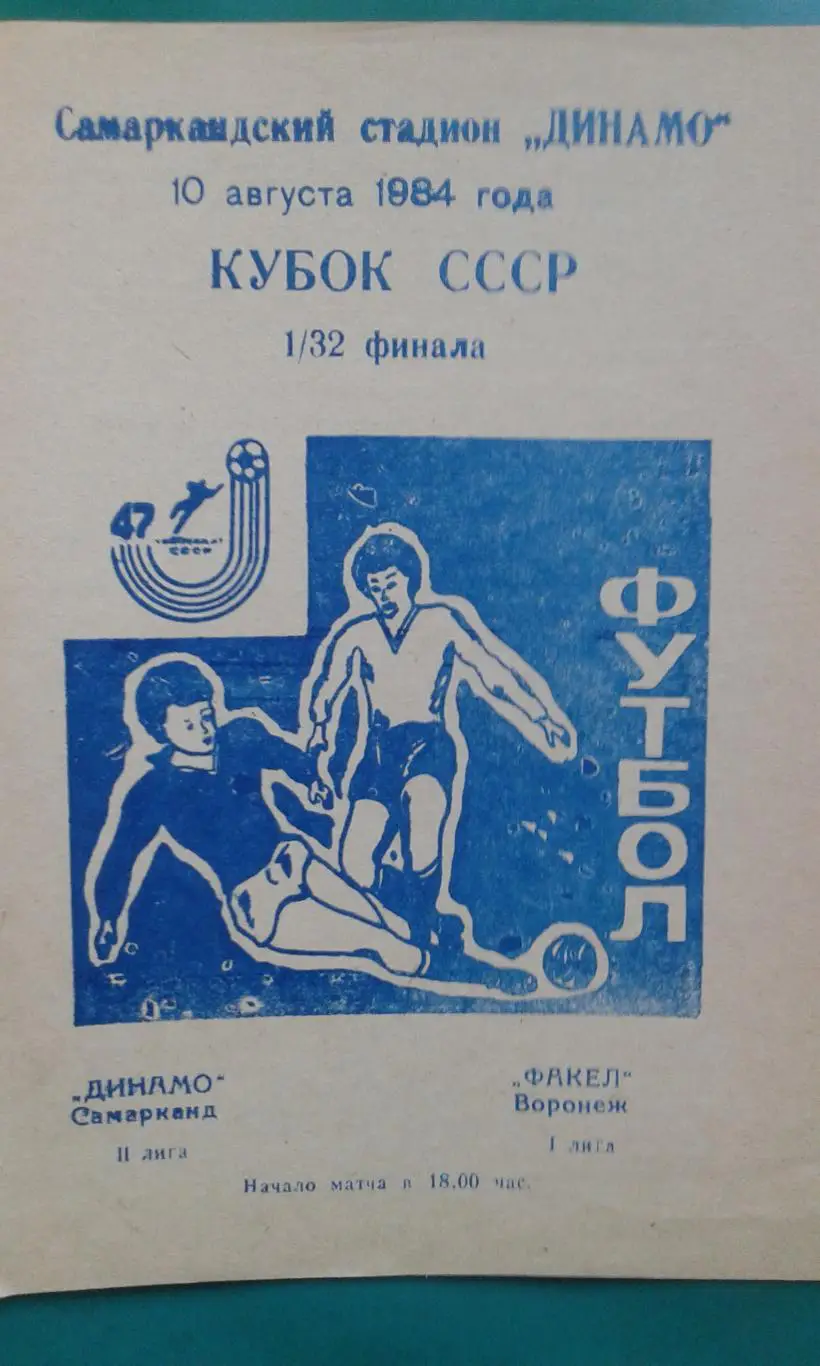 Самаркандский стадион „ДИНАМО“
10 августа 1984 года
КУБОК СССР
1/32 финала
47
СССР
ФУТБОЛ
„ДИНАМО“
Самарканд
II лига
„ФАКЕЛ“
Воронеж
I лига
Начало матча в 18.00 час.